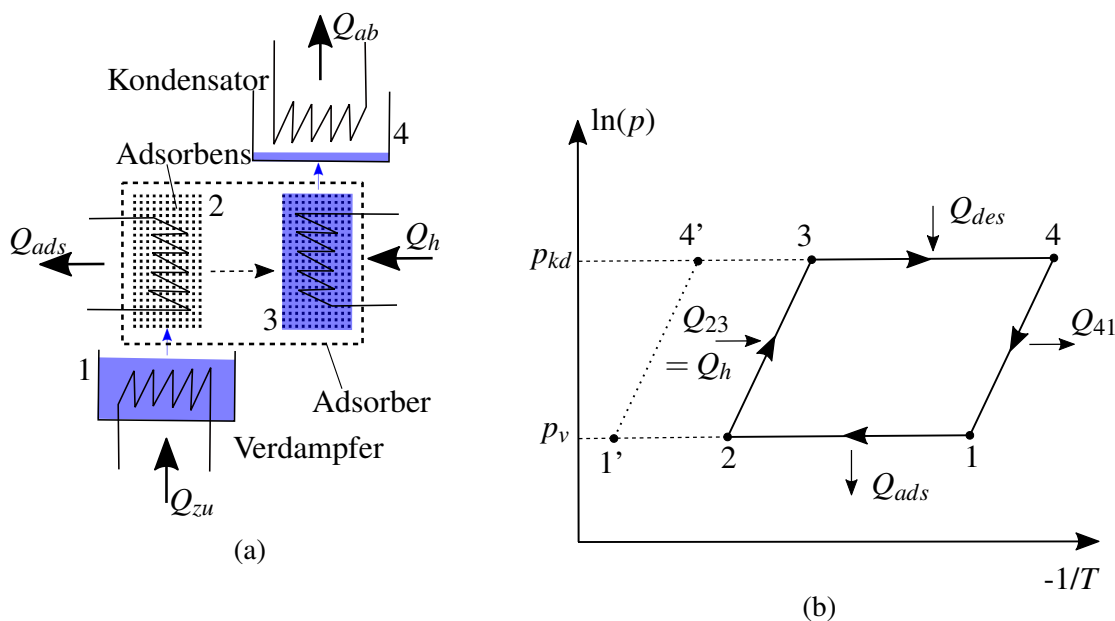 Q_ab
Kondensator
4
Adsorbens
2
Q_ads
Q_h
3
1
Adsorber
Verdampfer
Q_zu
(a)
ln(p)
Q_des
4'
3
4
p_kd
Q_23
= Q_h
Q_41
p_v
1'
2
1
Q_ads
-1/T
(b)